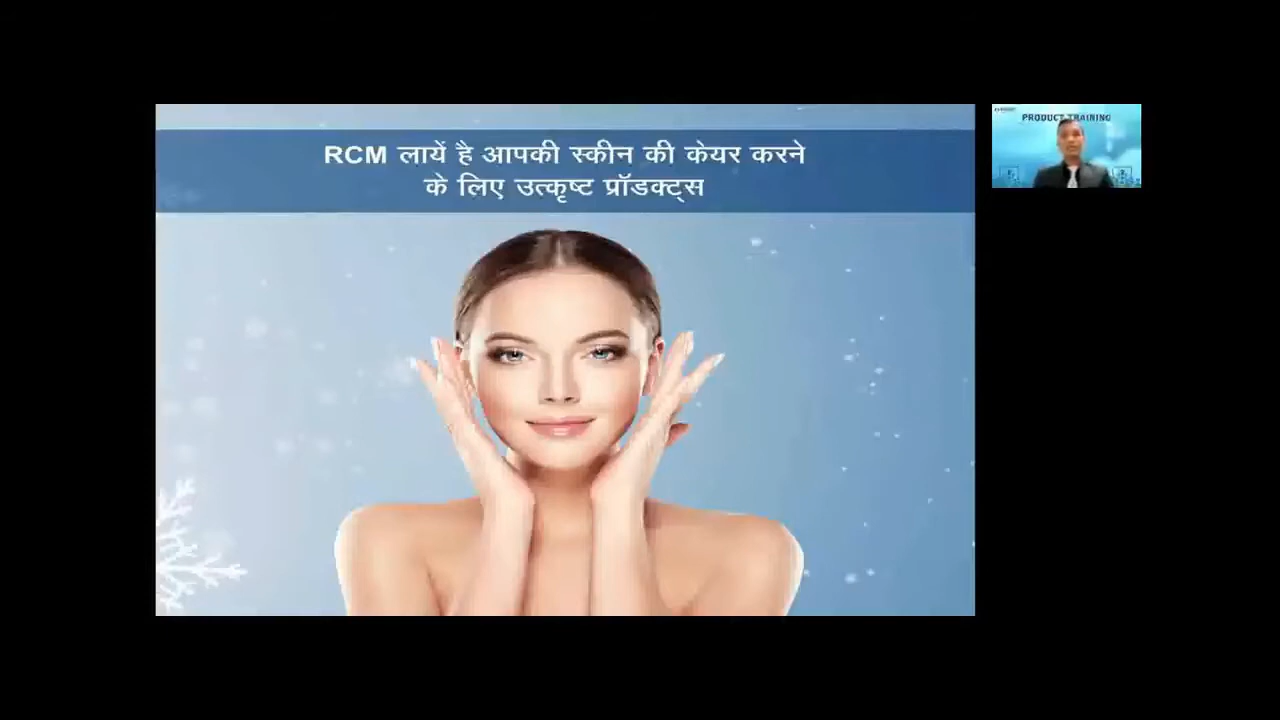 RCM लायें है आपकी स्कीन की केयर करने
के लिए उत्कृष्ट प्रॉडक्ट्स
PRODUCT TRAINING